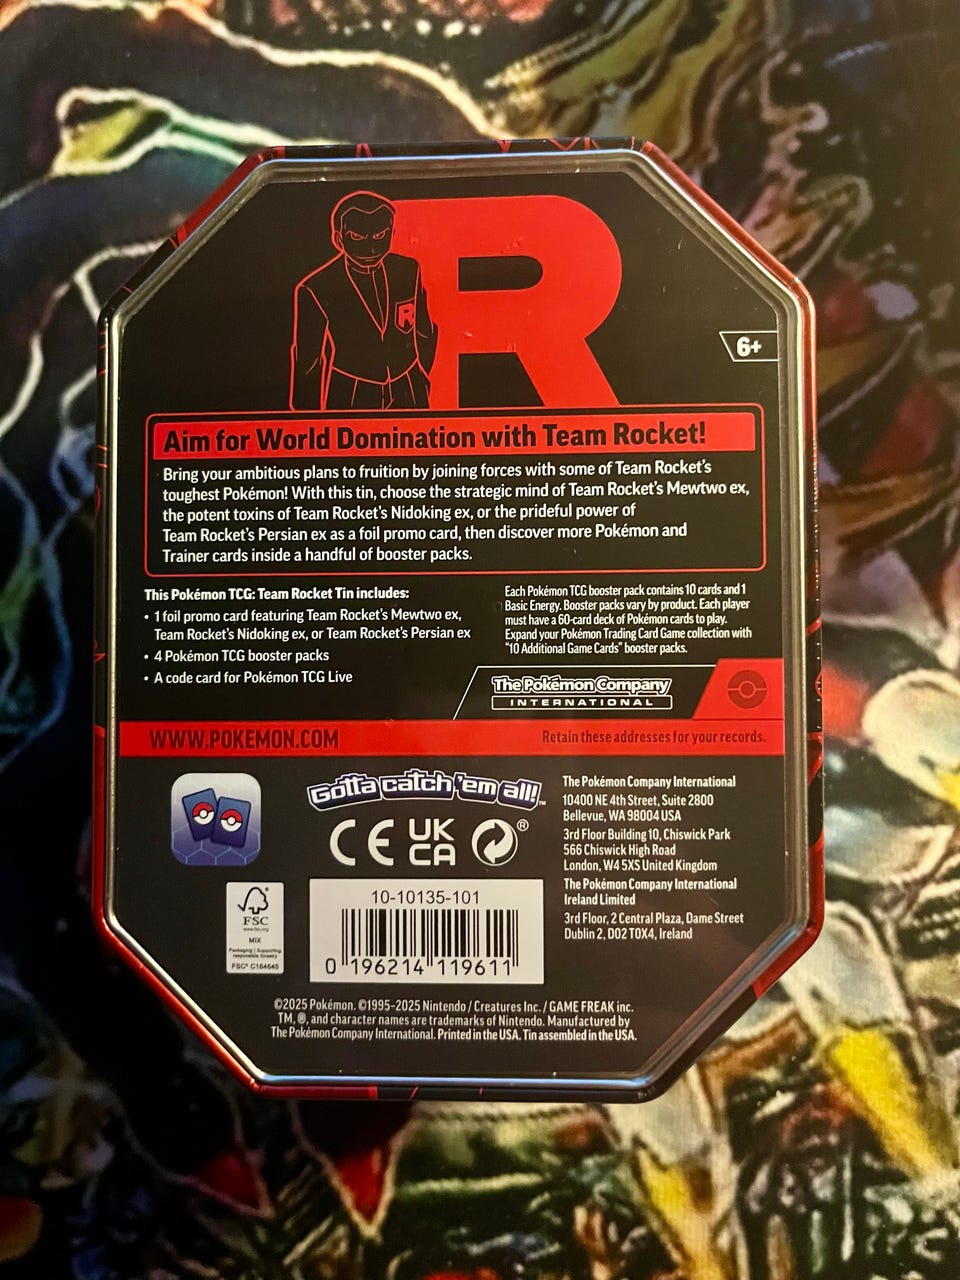 R
R
6+
Aim for World Domination with Team Rocket!
Bring your ambitious plans to fruition by joining forces with some of Team Rocket's
toughest Pokémon! With this tin, choose the strategic mind of Team Rocket's Mewtwo ex,
the potent toxins of Team Rocket's Nidoking ex, or the prideful power of
Team Rocket's Persian ex as a foil promo card, then discover more Pokémon and
Trainer cards inside a handful of booster packs.
This Pokémon TCG: Team Rocket Tin includes:
• 1 foil promo card featuring Team Rocket's Mewtwo ex,
Team Rocket's Nidoking ex, or Team Rocket's Persian ex
• 4 Pokémon TCG booster packs
• A code card for Pokémon TCG Live
Each Pokémon TCG booster pack contains 10 cards and 1
Basic Energy. Booster packs vary by product. Each player
must have a 60-card deck of Pokémon cards to play.
Expand your Pokémon Trading Card Game collection with
"10 Additional Game Cards" booster packs.
The Pokémon Company
INTERNATIONAL
WWW.POKEMON.COM
Retain these addresses for your records.
Gotta catch 'em all!™
CE UK CA ®
The Pokémon Company International
10400 NE 4th Street, Suite 2800
Bellevue, WA 98004 USA
3rd Floor Building 10, Chiswick Park
566 Chiswick High Road
London, W4 5XS United Kingdom
The Pokémon Company International
Ireland Limited
3rd Floor, 2 Central Plaza, Dame Street
Dublin 2, D02 T0X4, Ireland
FSC
www.fsc.org
MIX
Packaging | Supporting
responsible forestry
FSC® C164645
10-10135-101
0 196214 119611
©2025 Pokémon. ©1995–2025 Nintendo / Creatures Inc. / GAME FREAK inc.
TM, ®, and character names are trademarks of Nintendo. Manufactured by
The Pokémon Company International. Printed in the USA. Tin assembled in the USA.